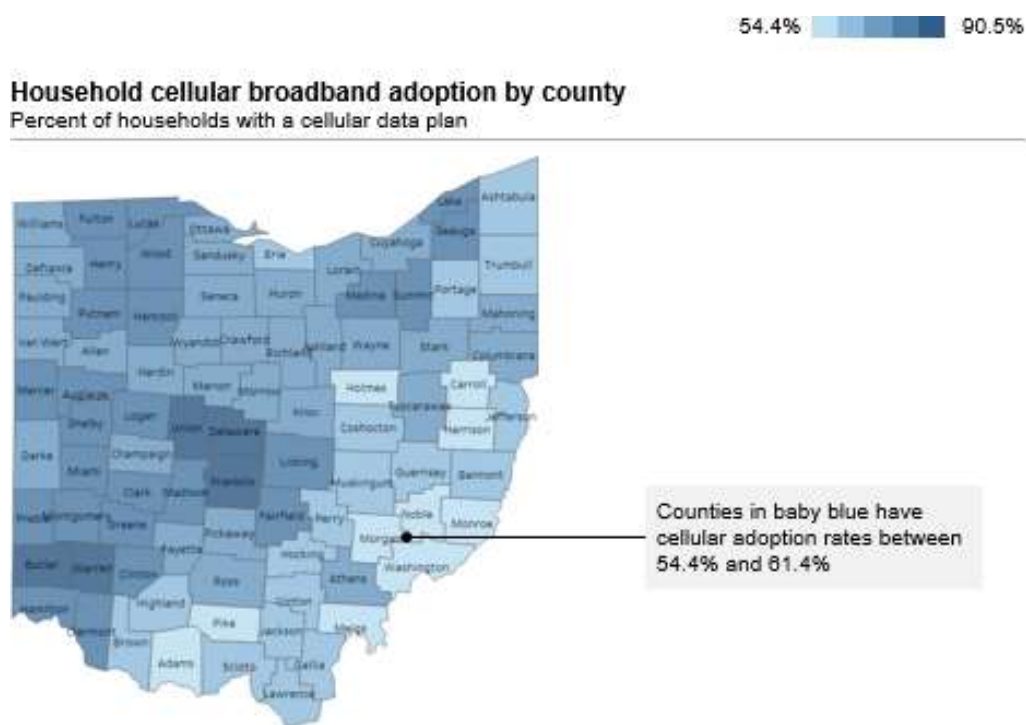 54.4% 90.5%
Household cellular broadband adoption by county
Percent of households with a cellular data plan
Ashtabula
Lake
Williams Fulton Lucas
Ottawa
Geauga
Cuyahoga
Wood Sandusky Erie
Trumbull
Defiance Henry
Lorain
Portage
Paulding
Seneca Huron Medina Summit
Putnam
Mahoning
Van Wert
Wyandot Crawford
Richland Ashland Wayne Stark
Allen
Columbiana
Hardin
Marion Morrow
Holmes
Carroll
Mercer Auglaize
Logan
Knox
Tuscarawas
Jefferson
Shelby
Union Delaware
Coshocton
Harrison
Darke
Champaign
Licking
Guernsey
Belmont
Miami
Muskingum
Clark Madison Franklin
Noble
Montgomery Greene
Fairfield Perry
Monroe
Pickaway
Morgan
Fayette
Hocking
Washington
Butler Warren Clinton
Ross
Athens
Highland
Vinton
Hamilton
Pike
Meigs
Clermont
Jackson
Brown
Adams Scioto Gallia
Lawrence
Counties in baby blue have
cellular adoption rates between
54.4% and 61.4%